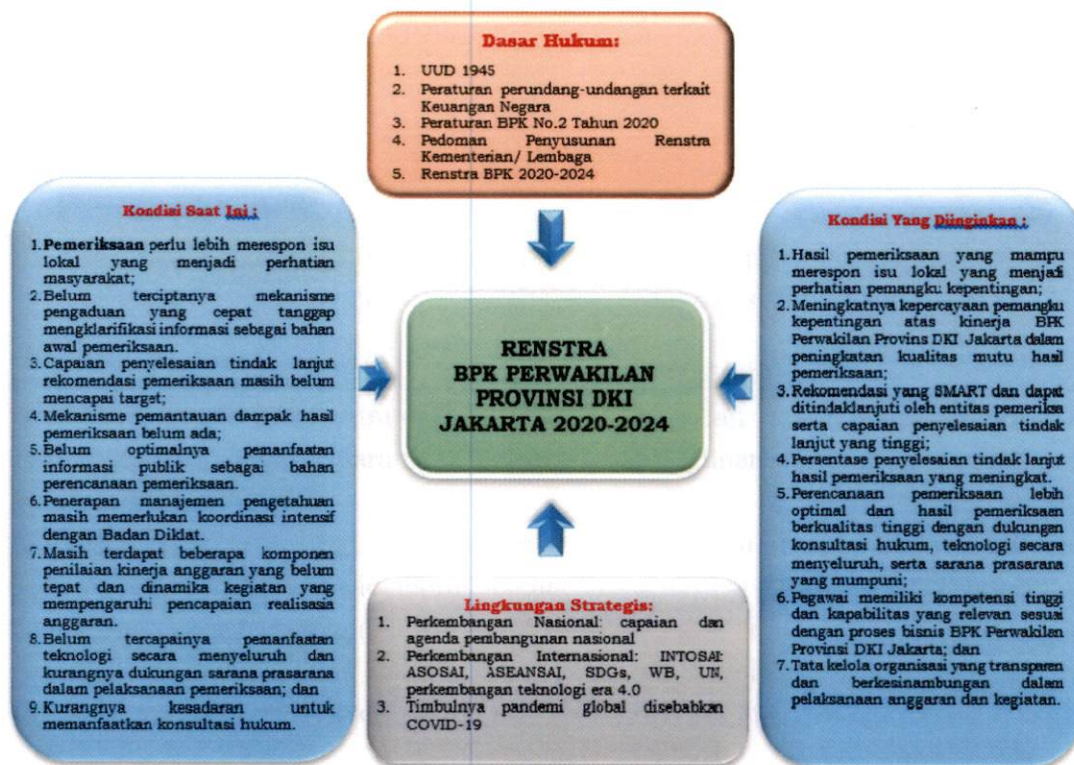 Dasar Hukum:
1. UUD 1945
2. Peraturan perundang-undangan terkait
Keuangan Negara
3. Peraturan BPK No.2 Tahun 2020
4. Pedoman Penyusunan Renstra
Kementerian/ Lembaga
5. Renstra BPK 2020-2024
Kondisi Saat Ini :
1. Pemeriksaan perlu lebih merespon isu
lokal yang menjadi perhatian
masyarakat;
2. Belum terciptanya mekanisme
pengaduan yang cepat tanggap
mengklarifikasi informasi sebagai bahan
awal pemeriksaan.
3. Capaian penyelesaian tindak lanjut
rekomendasi pemeriksaan masih belum
mencapai target;
4. Mekanisme pemantauan dampak hasil
pemeriksaan belum ada;
5. Belum optimalnya pemanfaatan
informasi publik sebagai bahan
perencanaan pemeriksaan.
6. Penerapan manajemen pengetahuan
masih memerlukan koordinasi intensif
dengan Badan Diklat.
7. Masih terdapat beberapa komponen
penilaian kinerja anggaran yang belum
tepat dan dinamika kegiatan yang
mempengaruhi pencapaian realisasia
anggaran.
8. Belum tercapainya pemanfaatan
teknologi secara menyeluruh dan
kurangnya dukungan sarana prasarana
dalam pelaksanaan pemeriksaan; dan
9. Kurangnya kesadaran untuk
memanfaatkan konsultasi hukum.
RENSTRA
BPK PERWAKILAN
PROVINSI DKI
JAKARTA 2020-2024
Lingkungan Strategis:
1. Perkembangan Nasional: capaian dan
agenda pembangunan nasional
2. Perkembangan Internasional: INTOSAI,
ASOSAI, ASEANSAI, SDGs, WB, UN,
perkembangan teknologi era 4.0
3. Timbulnya pandemi global disebabkan
COVID-19
Kondisi Yang Diinginkan :
1. Hasil pemeriksaan yang mampu
merespon isu lokal yang menjadi
perhatian pemangku kepentingan;
2. Meningkatnya kepercayaan pemangku
kepentingan atas kinerja BPK
Perwakilan Provins DKI Jakarta dalam
peningkatan kualitas mutu hasil
pemeriksaan;
3. Rekomendasi yang SMART dan dapat
ditindaklanjuti oleh entitas pemeriksa
serta capaian penyelesaian tindak
lanjut yang tinggi;
4. Persentase penyelesaian tindak lanjut
hasil pemeriksaan yang meningkat.
5. Perencanaan pemeriksaan lebih
optimal dan hasil pemeriksaan
berkualitas tinggi dengan dukungan
konsultasi hukum, teknologi secara
menyeluruh, serta sarana prasarana
yang mumpuni;
6. Pegawai memiliki kompetensi tinggi
dan kapabilitas yang relevan sesuai
dengan proses bisnis BPK Perwakilan
Provinsi DKI Jakarta; dan
7. Tata kelola organisasi yang transparen
dan berkesinambungan dalam
pelaksanaan anggaran dan kegiatan.